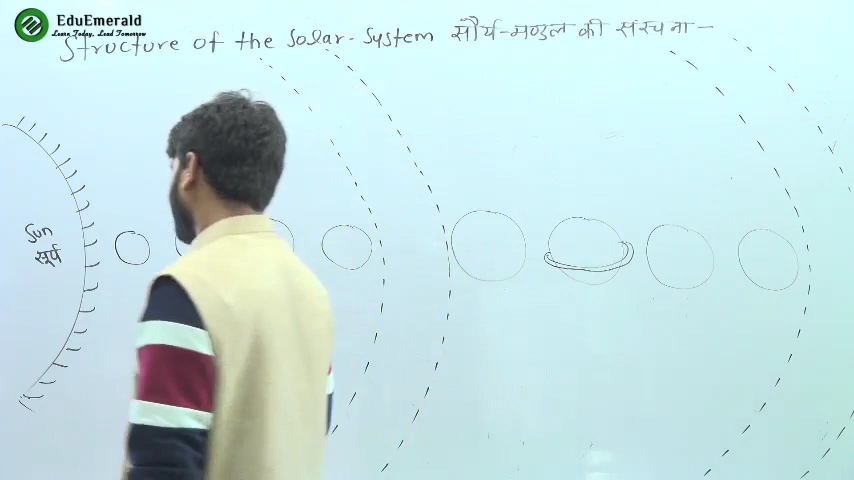 EduEmerald
Learn Today, Lead Tomorrow
Structure of the Solar-System सौर्य-मण्डल की संरचना-
Sun
सूर्य